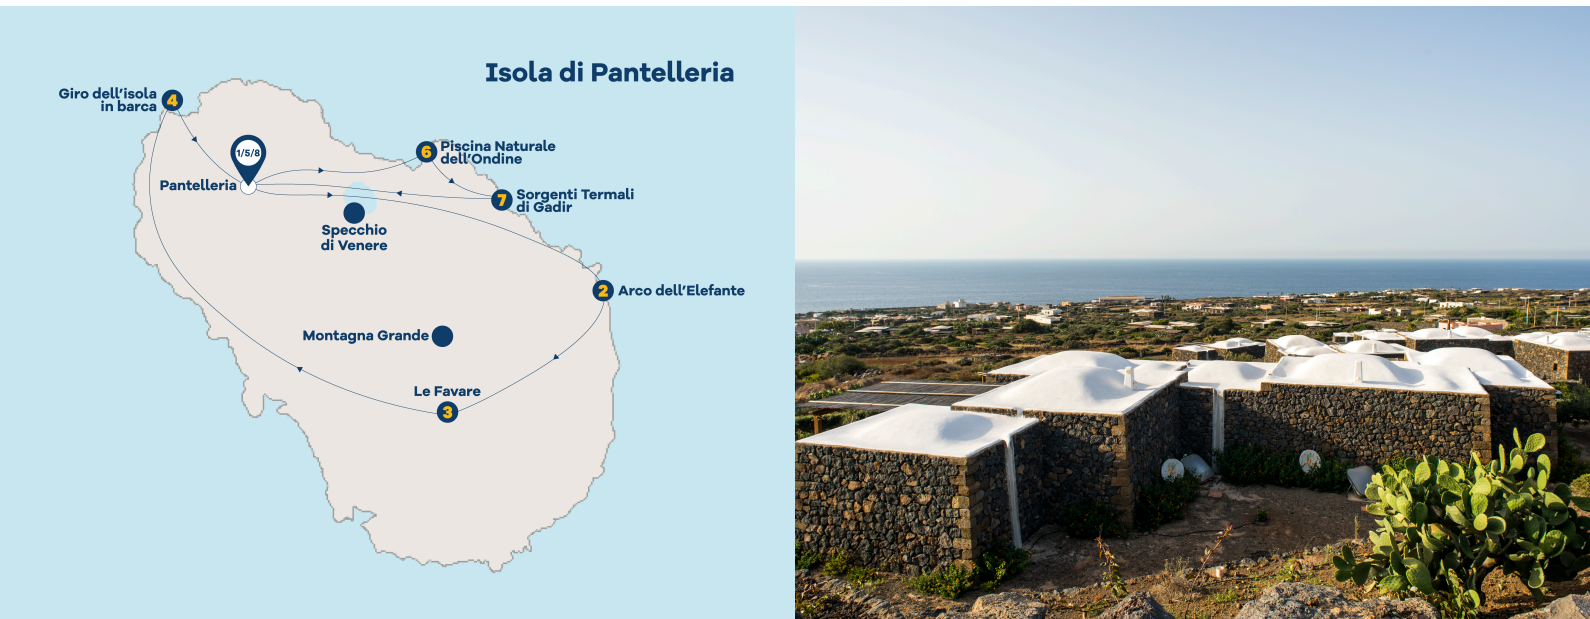 Isola di Pantelleria
Giro dell'isola
in barca
4
1/5/8
Pantelleria
6
Piscina Naturale
dell'Ondine
7
Sorgenti Termali
di Gadir
Specchio
di Venere
2
Arco dell'Elefante
Montagna Grande
Le Favare
3